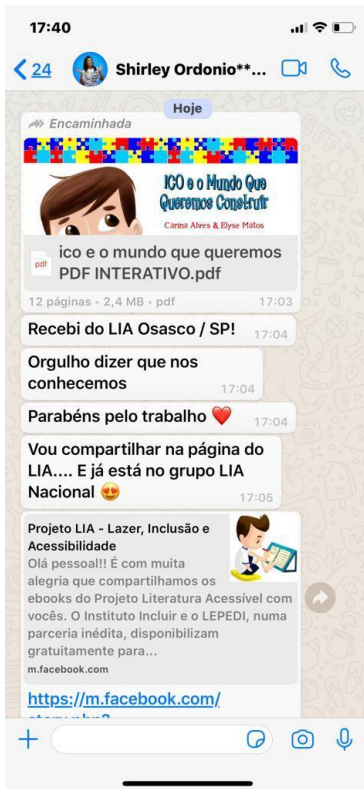 17:40
24
Shirley Ordonio**...
Hoje
Encaminhada
ICO e o Mundo Que
Queremos Construir
Carina Alves & Elyse Matos
pdf
ico e o mundo que queremos
PDF INTERATIVO.pdf
12 páginas • 2,4 MB • pdf
17:03
Recebi do LIA Osasco / SP!
17:04
Orgulho dizer que nos
conhecemos
17:04
Parabéns pelo trabalho ❤️
17:04
Vou compartilhar na página do
LIA.... E já está no grupo LIA
Nacional 😍
17:05
Projeto LIA - Lazer, Inclusão e
Acessibilidade
Olá pessoal!! É com muita
alegria que compartilhamos os
ebooks do Projeto Literatura Acessível com
vocês. O Instituto Incluir e o LEPEDI, numa
parceria inédita, disponibilizam
gratuitamente para...
m.facebook.com
https://m.facebook.com/